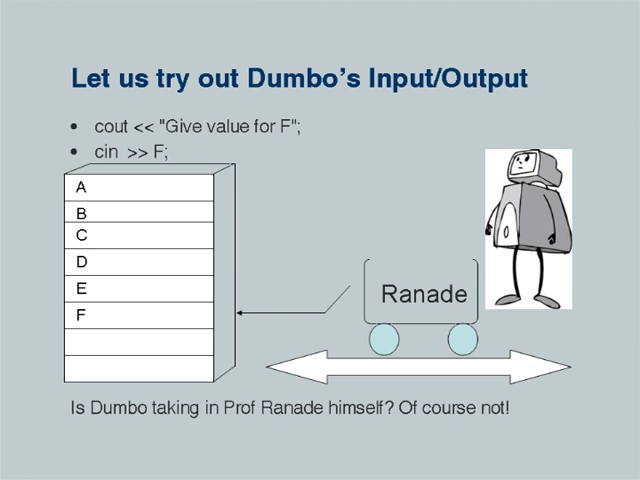 Let us try out Dumbo's Input/Output
• cout << "Give value for F";
• cin >> F;
A
B
C
D
E
F
Ranade
Is Dumbo taking in Prof Ranade himself? Of course not!